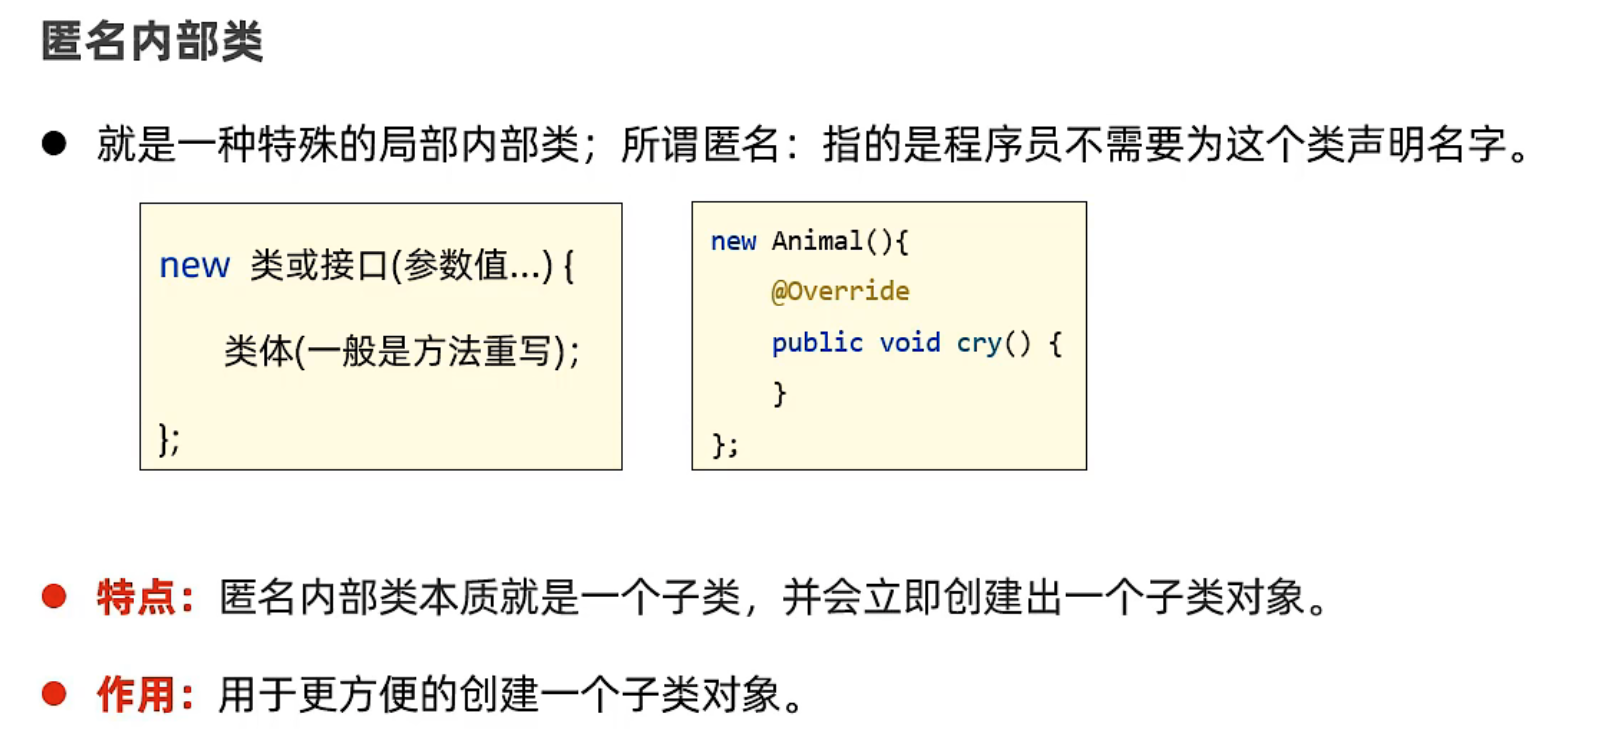 匿名内部类
● 就是一种特殊的局部内部类；所谓匿名：指的是程序员不需要为这个类声明名字。
new 类或接口(参数值…) {
类体(一般是方法重写);
};
new Animal(){
@Override
public void cry() {
}
};
● 特点：匿名内部类本质就是一个子类，并会立即创建出一个子类对象。
● 作用：用于更方便的创建一个子类对象。